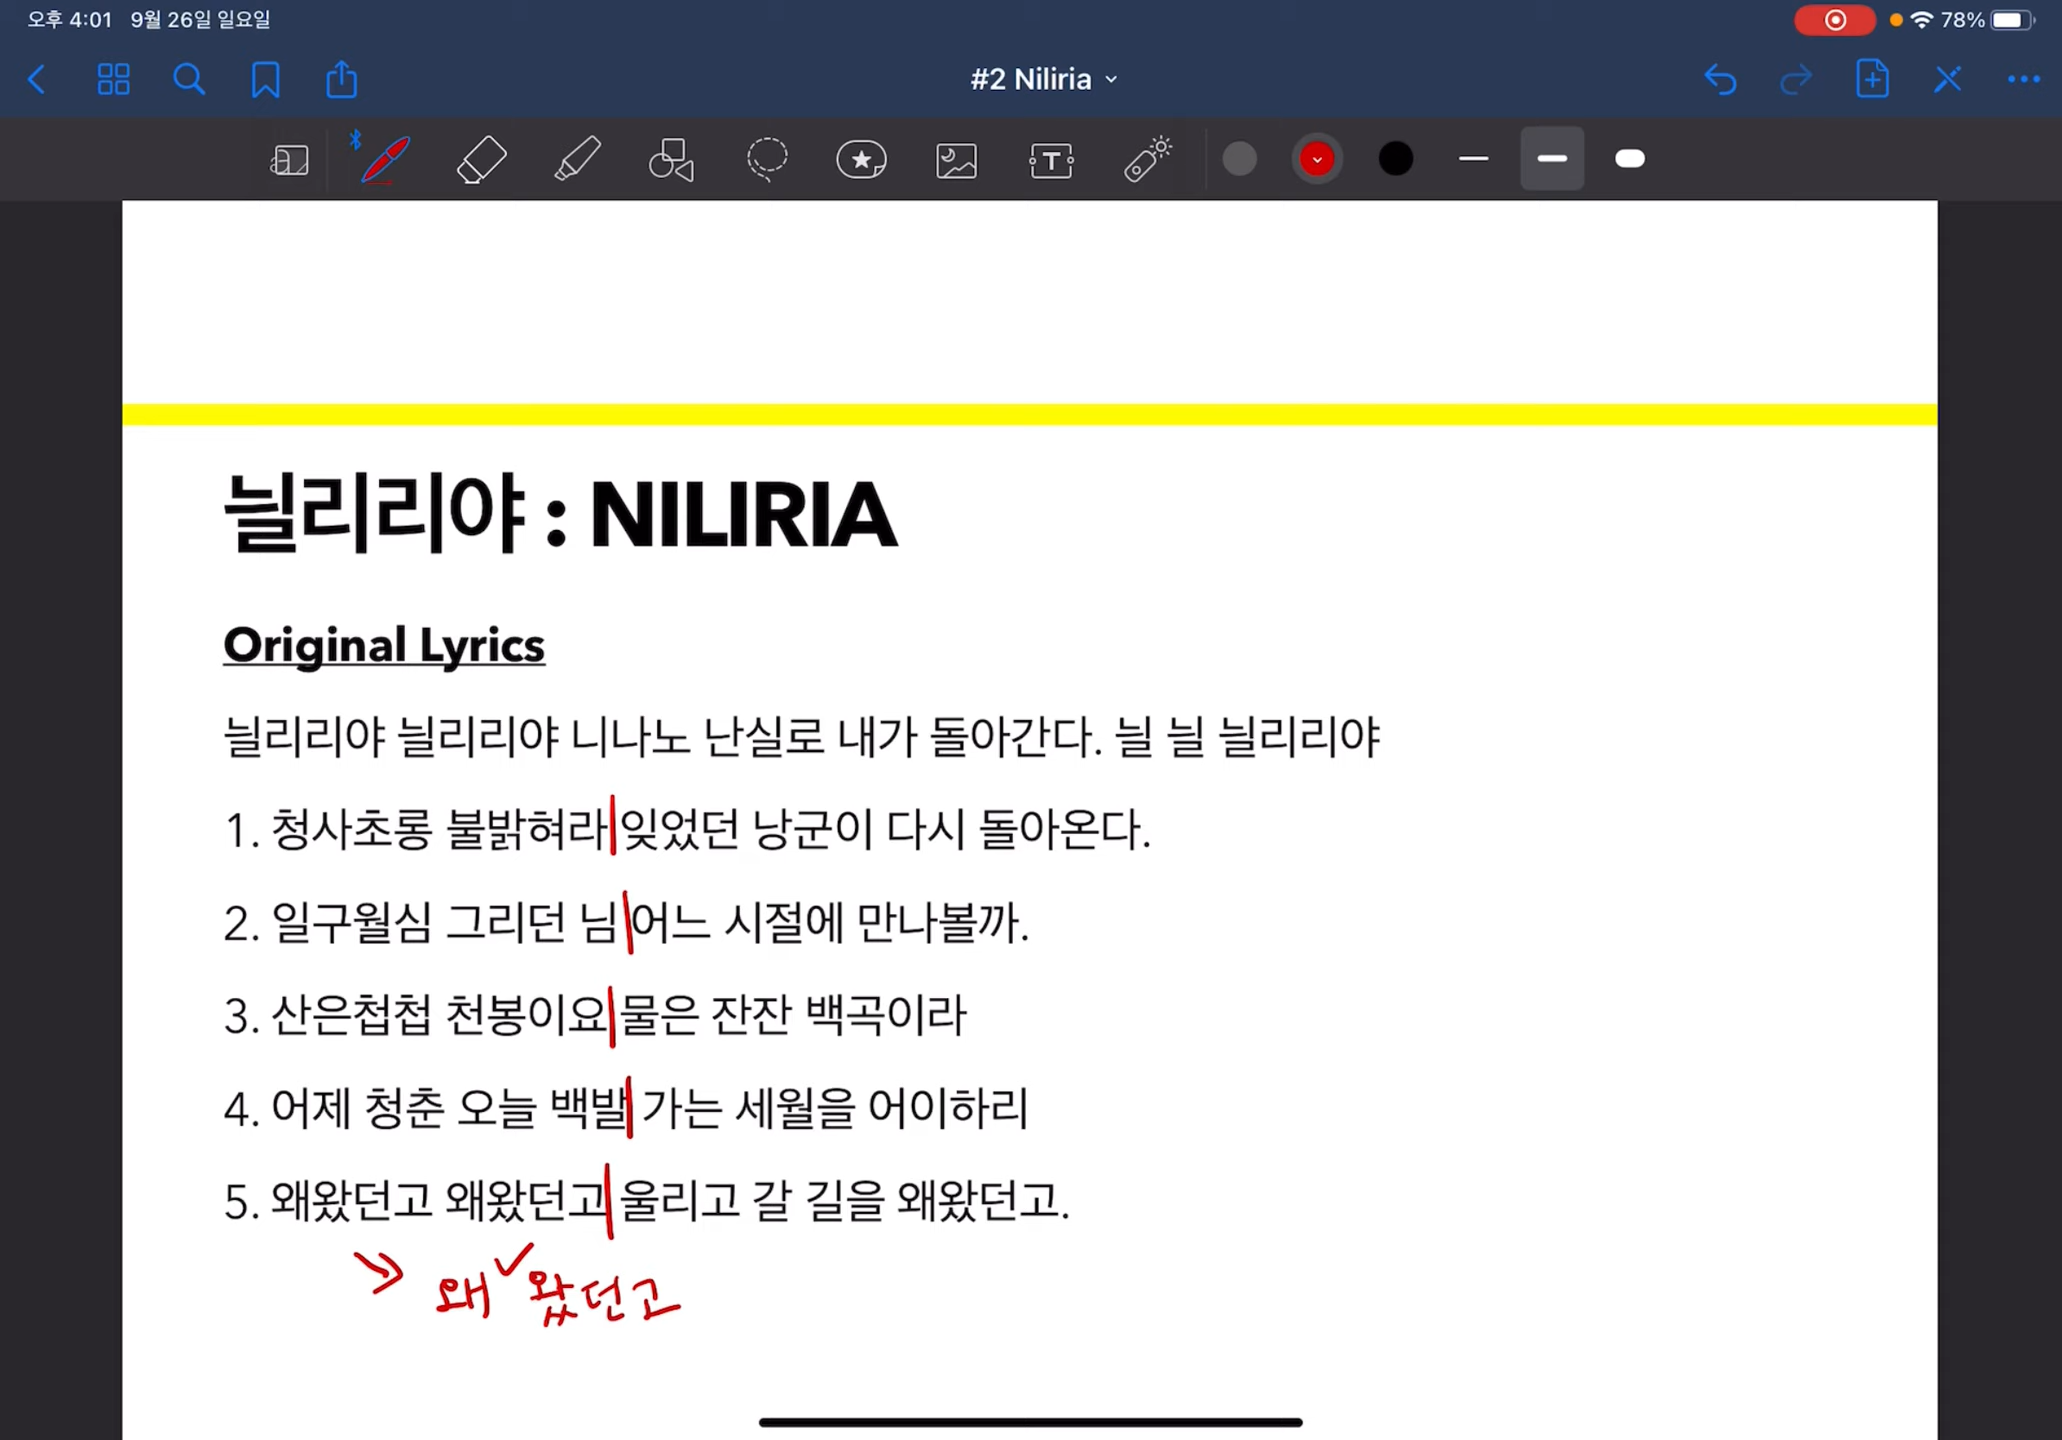 오후 4:01 9월 26일 일요일 78%
#2 Niliria
늴리리야 : NILIRIA
Original Lyrics
늴리리야 늴리리야 니나노 난실로 내가 돌아간다. 늴 늴 늴리리야
1. 청사초롱 불밝혀라 잊었던 낭군이 다시 돌아온다.
2. 일구월심 그리던 님 어느 시절에 만나볼까.
3. 산은첩첩 천봉이요 물은 잔잔 백곡이라
4. 어제 청춘 오늘 백발 가는 세월을 어이하리
5. 왜왔던고 왜왔던고 울리고 갈 길을 왜왔던고.
왜 왔던고